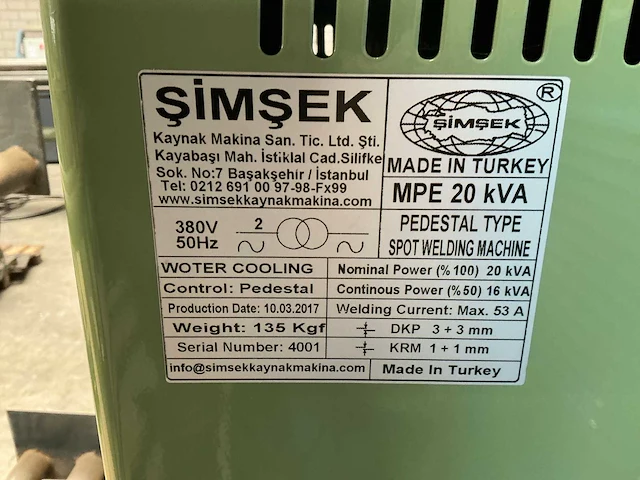 ŞİMŞEK
Kaynak Makina San. Tic. Ltd. Şti.
Kayabaşı Mah. İstiklal Cad.Silifke
Sok. No:7 Başakşehir / İstanbul
Tel: 0212 691 00 97-98-Fx99
www.simsekkaynakmakina.com
®
ŞİMŞEK
MADE IN TURKEY
MPE 20 kVA
380V
50Hz
2
PEDESTAL TYPE
SPOT WELDING MACHINE
WOTER COOLING
Nominal Power (%100) 20 kVA
Control: Pedestal
Continous Power (%50) 16 kVA
Production Date: 10.03.2017
Welding Current: Max. 53 A
Weight: 135 Kgf
DKP 3 + 3 mm
Serial Number: 4001
KRM 1 + 1 mm
info@simsekkaynakmakina.com
Made In Turkey